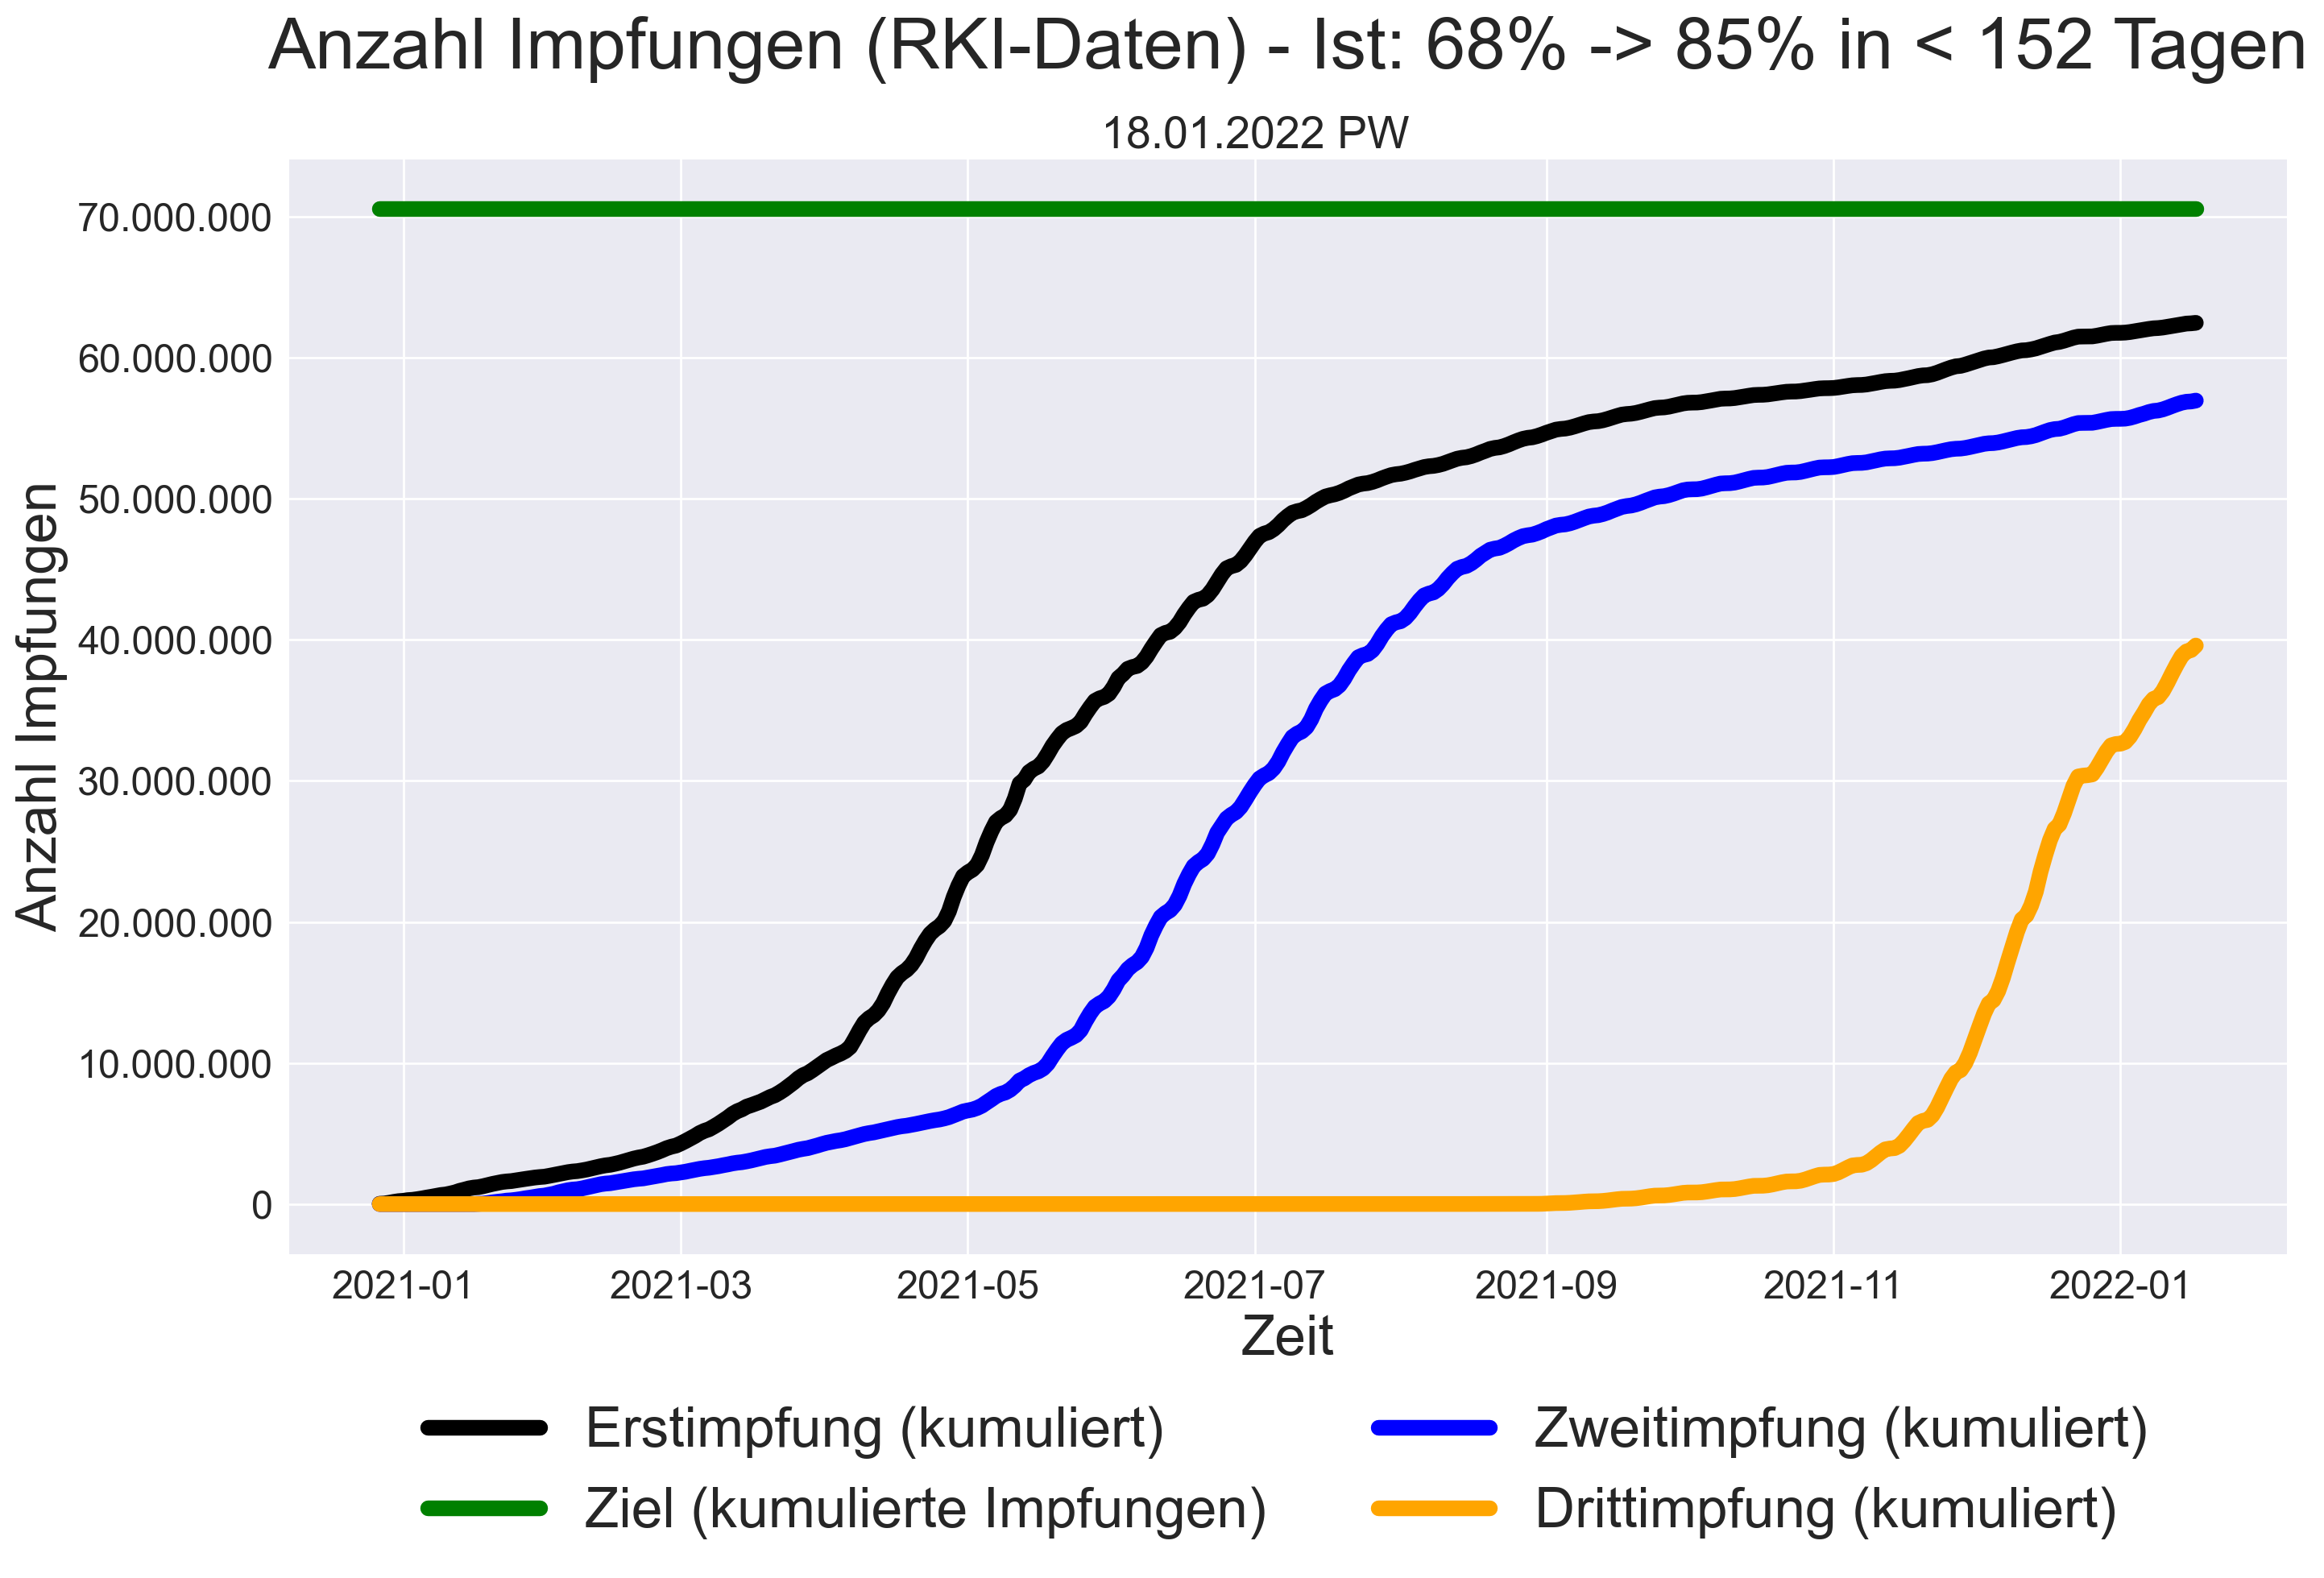 Anzahl Impfungen (RKI-Daten) - Ist: 68% -> 85% in < 152 Tagen
18.01.2022 PW
Anzahl Impfungen
70.000.000
60.000.000
50.000.000
40.000.000
30.000.000
20.000.000
10.000.000
0
2021-01 2021-03 2021-05 2021-07 2021-09 2021-11 2022-01
Zeit
Erstimpfung (kumuliert) Zweitimpfung (kumuliert)
Ziel (kumulierte Impfungen) Drittimpfung (kumuliert)